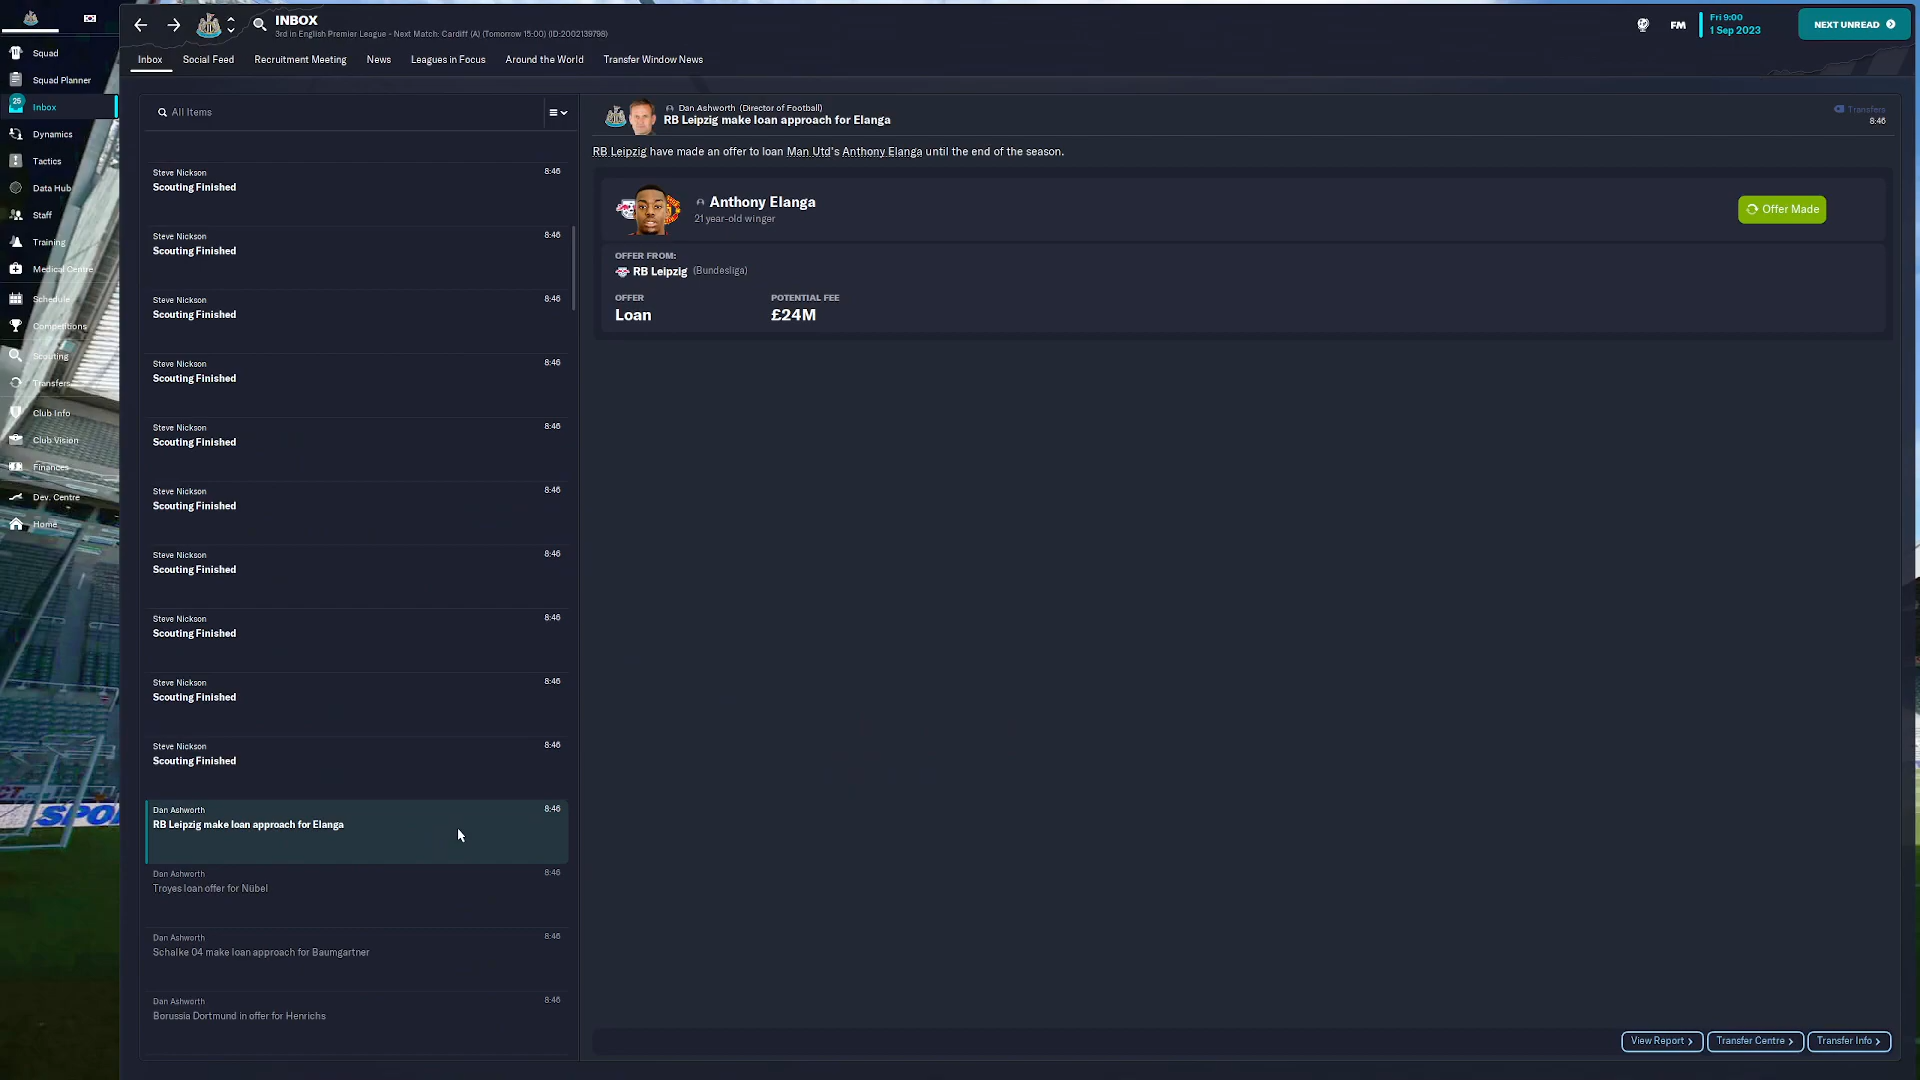 INBOX
3rd in English Premier League - Next Match: Cardiff (A) (Tomorrow 15:00) (ID:2002139798)
FM
Fri 9:00
1 Sep 2023
NEXT UNREAD
Inbox
Social Feed
Recruitment Meeting
News
Leagues in Focus
Around the World
Transfer Window News
Squad
Squad Planner
25
Inbox
Dynamics
Tactics
Data Hub
Staff
Training
Medical Centre
Schedule
Competitions
Scouting
Transfers
Club Info
Club Vision
Finances
Dev. Centre
Home
All Items
Steve Nickson 8:46
Scouting Finished
Steve Nickson 8:46
Scouting Finished
Steve Nickson 8:46
Scouting Finished
Steve Nickson 8:46
Scouting Finished
Steve Nickson 8:46
Scouting Finished
Steve Nickson 8:46
Scouting Finished
Steve Nickson 8:46
Scouting Finished
Steve Nickson 8:46
Scouting Finished
Steve Nickson 8:46
Scouting Finished
Steve Nickson 8:46
Scouting Finished
Dan Ashworth 8:46
RB Leipzig make loan approach for Elanga
Dan Ashworth 8:46
Troyes loan offer for Nübel
Dan Ashworth 8:46
Schalke 04 make loan approach for Baumgartner
Dan Ashworth 8:46
Borussia Dortmund in offer for Henrichs
Dan Ashworth (Director of Football)
RB Leipzig make loan approach for Elanga
Transfers
8:46
RB Leipzig have made an offer to loan Man Utd's Anthony Elanga until the end of the season.
Anthony Elanga
21 year-old winger
Offer Made
OFFER FROM:
RB Leipzig (Bundesliga)
OFFER POTENTIAL FEE
Loan £24M
View Report
Transfer Centre
Transfer Info